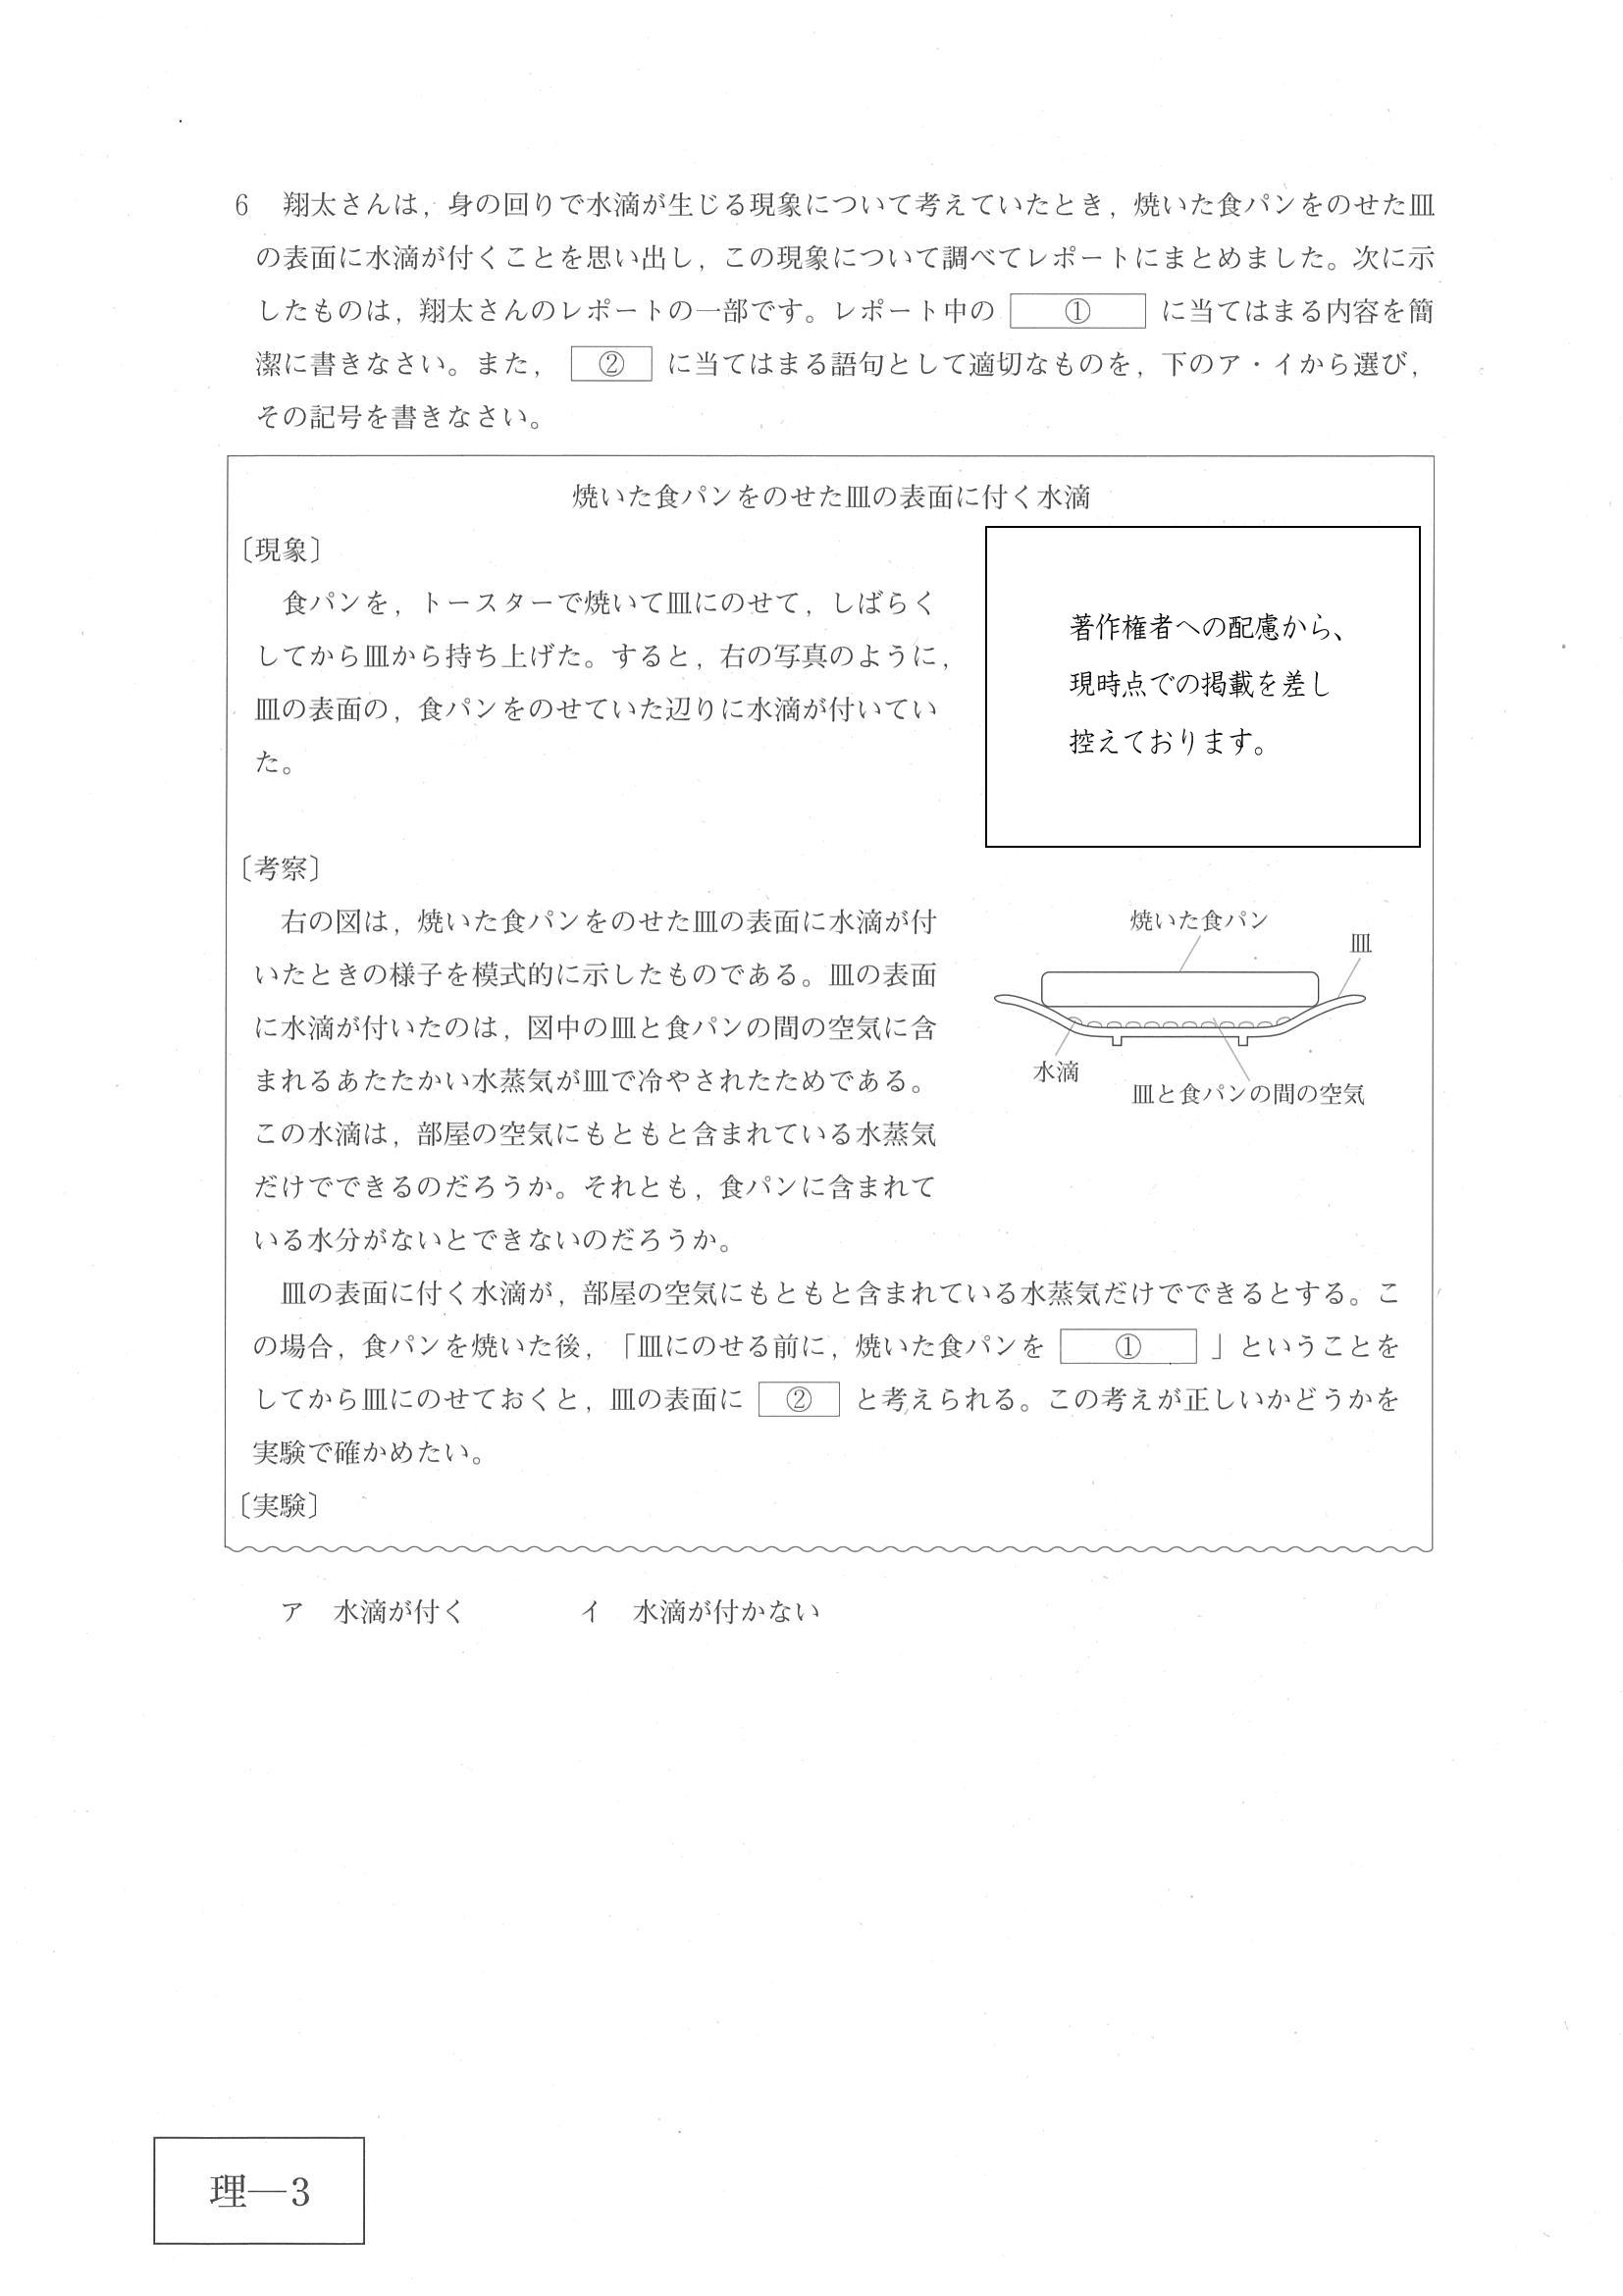 6 翔太さんは，身の回りで水滴が生じる現象について考えていたとき，焼いた食パンをのせた皿
の表面に水滴が付くことを思い出し，この現象について調べてレポートにまとめました。次に示
したものは，翔太さんのレポートの一部です。レポート中の ① に当てはまる内容を簡
潔に書きなさい。また， ② に当てはまる語句として適切なものを，下のア・イから選び，
その記号を書きなさい。
焼いた食パンをのせた皿の表面に付く水滴
〔現象〕
食パンを，トースターで焼いて皿にのせて，しばらく
してから皿から持ち上げた。すると，右の写真のように，
皿の表面の，食パンをのせていた辺りに水滴が付いてい
た。
著作権者への配慮から、
現時点での掲載を差し
控えております。
〔考察〕
右の図は，焼いた食パンをのせた皿の表面に水滴が付
いたときの様子を模式的に示したものである。皿の表面
に水滴が付いたのは，図中の皿と食パンの間の空気に含
まれるあたたかい水蒸気が皿で冷やされたためである。
この水滴は，部屋の空気にもともと含まれている水蒸気
だけでできるのだろうか。それとも，食パンに含まれて
いる水分がないとできないのだろうか。
焼いた食パン
皿
水滴
皿と食パンの間の空気
皿の表面に付く水滴が，部屋の空気にもともと含まれている水蒸気だけでできるとする。こ
の場合，食パンを焼いた後，「皿にのせる前に，焼いた食パンを ① 」ということを
してから皿にのせておくと，皿の表面に ② と考えられる。この考えが正しいかどうかを
実験で確かめたい。
〔実験〕
ア 水滴が付く イ 水滴が付かない
理―3